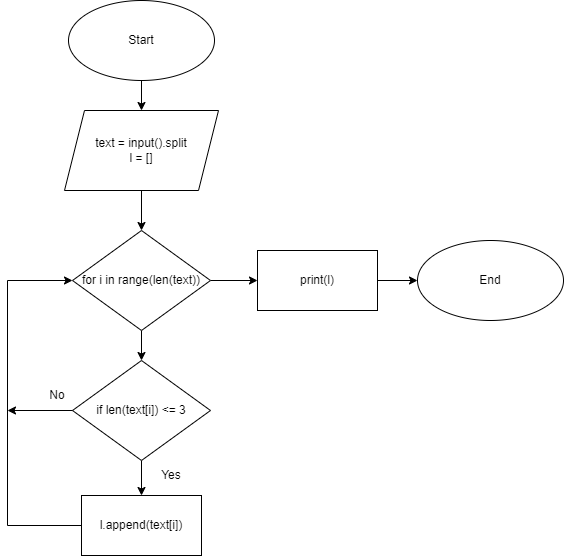 Start
text = input().split
l = []
for i in range(len(text))
print(l)
End
if len(text[i]) <= 3
No
Yes
l.append(text[i])